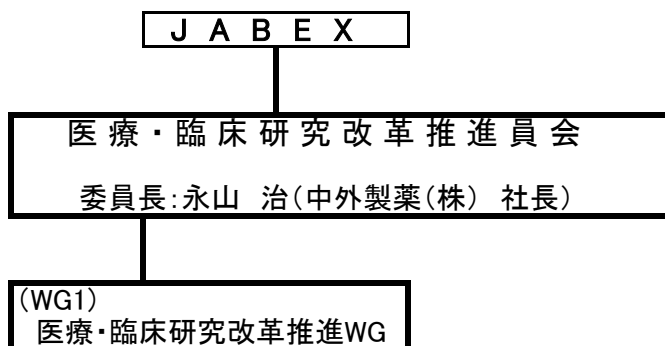 ＪＡＢＥＸ
医療・臨床研究改革推進員会
委員長：永山　治（中外製薬（株）　社長）
（WG1）
医療・臨床研究改革推進WG